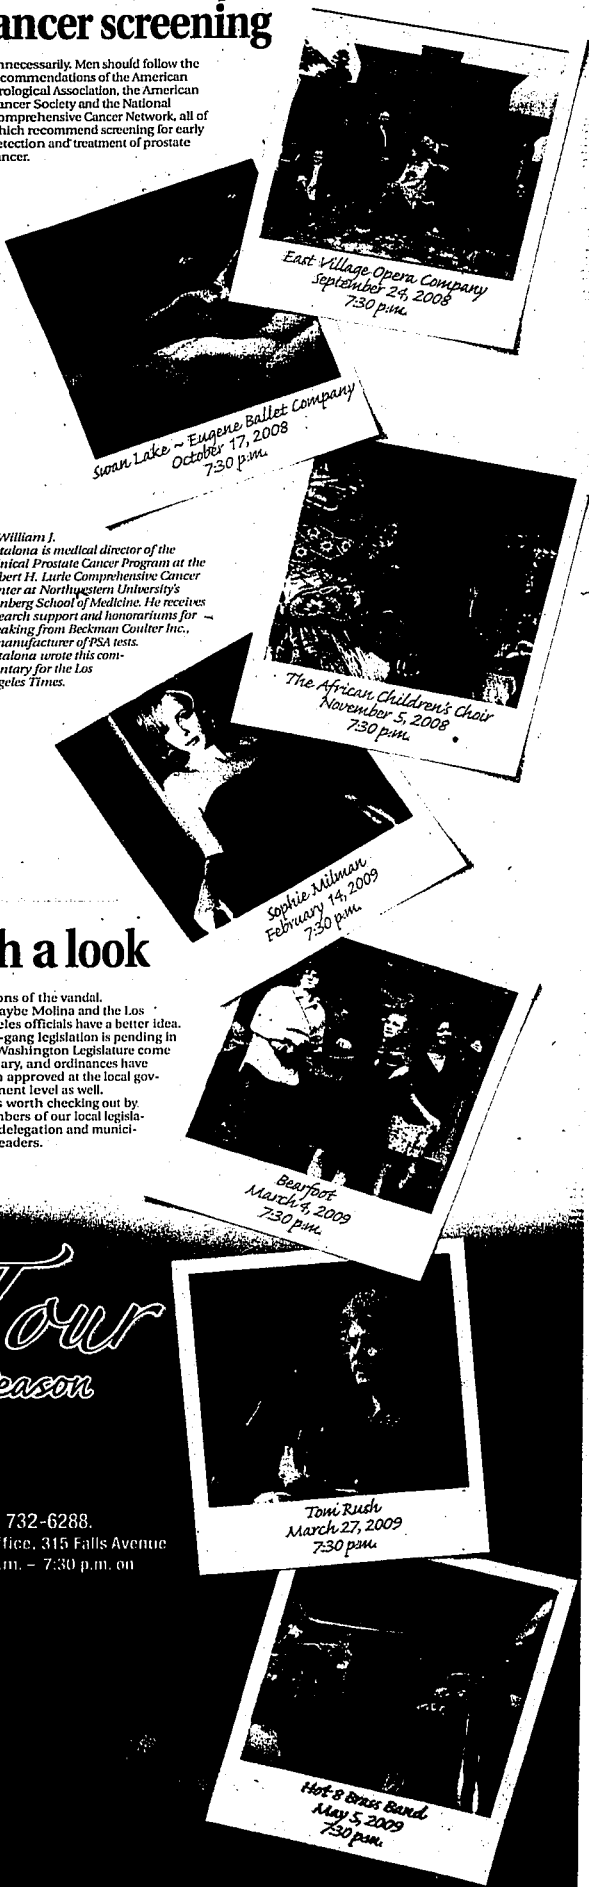 ancer screening
nnecessarily. Men should follow the
commendations of the American
rological Association, the American
ancer Society and the National
omprehensive Cancer Network, all of
hich recommend screening for early
etection and treatment of prostate
ancer.
East Village Opera Company
September 24, 2008
7:30 p.m.
Swan Lake ~ Eugene Ballet Company
October 17, 2008
7:30 p.m.
William J.
talona is medical director of the
nical Prostate Cancer Program at the
bert H. Lurie Comprehensive Cancer
nter at Northwestern University's
nberg School of Medicine. He receives
earch support and honorariums for
aking from Beckman Coulter Inc.,
manufacturer of PSA tests.
talona wrote this com-
entary for the Los
geles Times.
The African Children's Choir
November 5, 2008
7:30 p.m.
Sophie Milman
February 14, 2009
7:30 p.m.
h a look
ons of the vandal.
aybe Molina and the Los
eles officials have a better idea.
-gang legislation is pending in
Washington Legislature come
ary, and ordinances have
n approved at the local gov-
nent level as well.
s worth checking out by
nbers of our local legisla-
delegation and munici-
eaders.
Bearfoot
March 4, 2009
7:30 p.m.
Tour
eason
732-6288.
ffice, 315 Falls Avenue
.m. – 7:30 p.m. on
Tom Rush
March 27, 2009
7:30 p.m.
Hot 8 Brass Band
May 5, 2009
7:30 p.m.